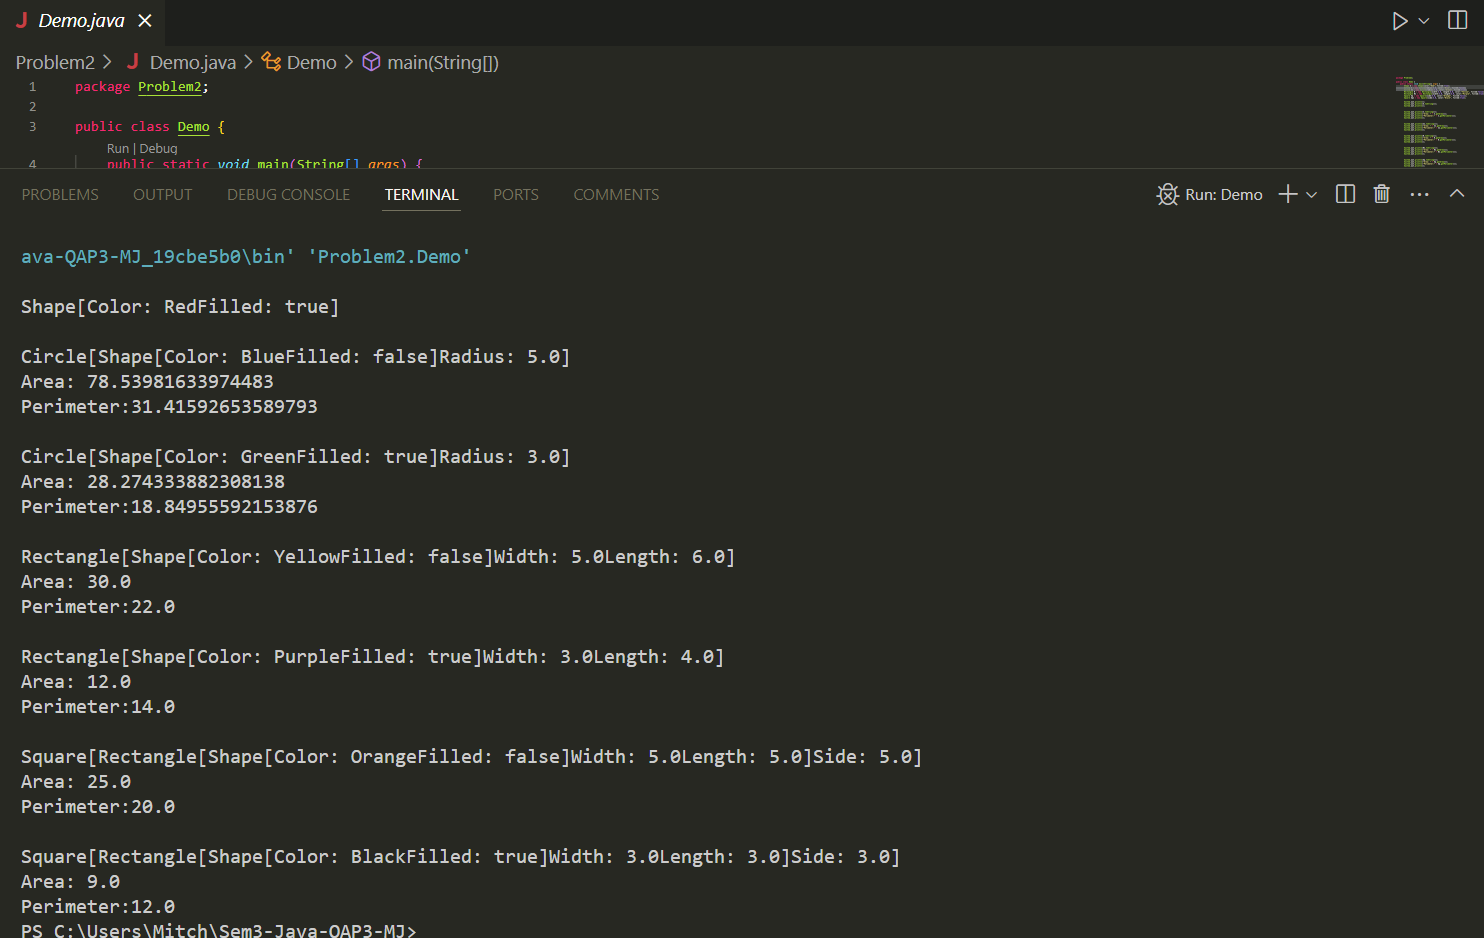 J Demo.java ×
Problem2 > J Demo.java > Demo > main(String[])
1 package Problem2;
2
3 public class Demo {
Run | Debug
4 public static void main(String[] args) {
PROBLEMS OUTPUT DEBUG CONSOLE TERMINAL PORTS COMMENTS Run: Demo
ava-QAP3-MJ_19cbe5b0\bin' 'Problem2.Demo'
Shape[Color: RedFilled: true]
Circle[Shape[Color: BlueFilled: false]Radius: 5.0]
Area: 78.53981633974483
Perimeter:31.41592653589793
Circle[Shape[Color: GreenFilled: true]Radius: 3.0]
Area: 28.274333882308138
Perimeter:18.84955592153876
Rectangle[Shape[Color: YellowFilled: false]Width: 5.0Length: 6.0]
Area: 30.0
Perimeter:22.0
Rectangle[Shape[Color: PurpleFilled: true]Width: 3.0Length: 4.0]
Area: 12.0
Perimeter:14.0
Square[Rectangle[Shape[Color: OrangeFilled: false]Width: 5.0Length: 5.0]Side: 5.0]
Area: 25.0
Perimeter:20.0
Square[Rectangle[Shape[Color: BlackFilled: true]Width: 3.0Length: 3.0]Side: 3.0]
Area: 9.0
Perimeter:12.0
PS C:\Users\Mitch\Sem3-Java-QAP3-MJ>